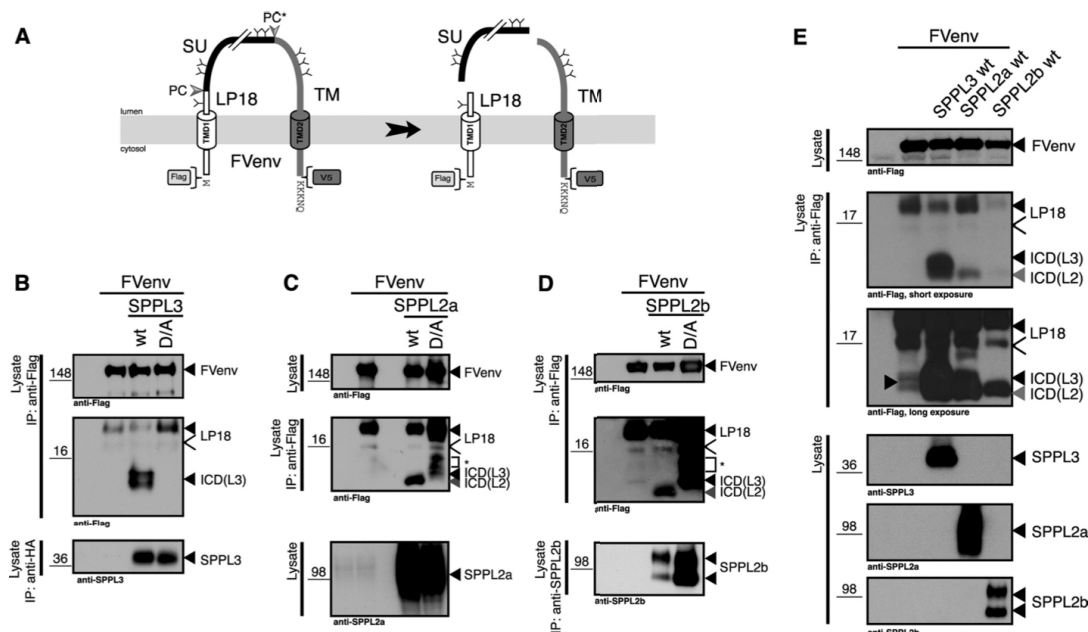 A
PC*
SU
PC
LP18
TM
lumen
cytosol
TMD1
TMD2
FVenv
Flag
M
KKKNQ
V5
SU
LP18
TM
TMD1
TMD2
Flag
M
KKKNQ
V5
B
FVenv
SPPL3
wt
D/A
Lysate
IP: anti-Flag
148
FVenv
anti-Flag
16
LP18
ICD(L3)
anti-Flag
Lysate
IP: anti-HA
36
SPPL3
anti-SPPL3
C
FVenv
SPPL2a
wt
D/A
Lysate
148
FVenv
anti-Flag
Lysate
IP: anti-Flag
16
LP18
*
ICD(L3)
ICD(L2)
anti-Flag
Lysate
98
SPPL2a
anti-SPPL2a
D
FVenv
SPPL2b
wt
D/A
Lysate
148
FVenv
anti-Flag
Lysate
IP: anti-Flag
16
LP18
*
ICD(L3)
ICD(L2)
anti-Flag
Lysate
IP: anti-SPPL2b
98
SPPL2b
anti-SPPL2b
E
FVenv
SPPL3 wt
SPPL2a wt
SPPL2b wt
Lysate
148
FVenv
anti-Flag
Lysate
IP: anti-Flag
17
LP18
ICD(L3)
ICD(L2)
anti-Flag, short exposure
17
LP18
ICD(L3)
ICD(L2)
anti-Flag, long exposure
Lysate
36
SPPL3
anti-SPPL3
98
SPPL2a
anti-SPPL2a
98
SPPL2b
anti-SPPL2b